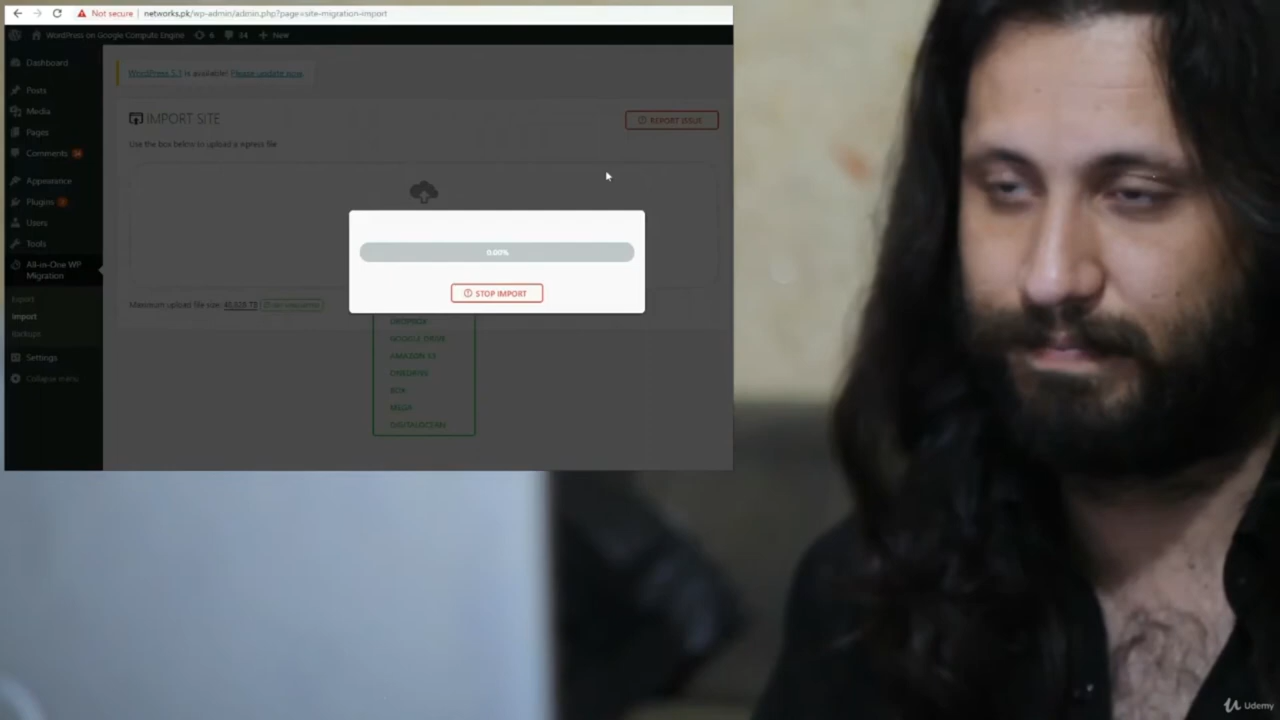 Not secure networks.pk/wp-admin/admin.php?page=site-migration-import
WordPress on Google Compute Engine 6 34 + New
Dashboard
Posts
Media
Pages
Comments
Appearance
Plugins
Users
Tools
All-in-One WP
Migration
Export
Import
Backups
Settings
Collapse menu
WordPress 5.3 is available! Please update now.
IMPORT SITE
REPORT ISSUE
Use the box below to upload a wpress file
0.00%
STOP IMPORT
Maximum upload file size:
DROPBOX
GOOGLE DRIVE
AMAZON S3
ONEDRIVE
BOX
MEGA
DIGITALOCEAN
Udemy